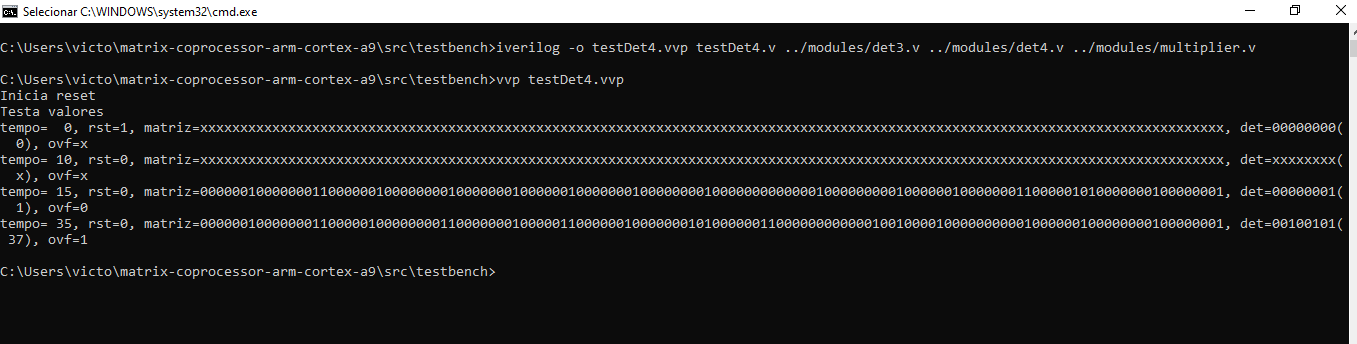 Selecionar C:\WINDOWS\system32\cmd.exe
C:\Users\victo\matrix-coprocessor-arm-cortex-a9\src\testbench>iverilog -o testDet4.vvp testDet4.v ../modules/det3.v ../modules/det4.v ../modules/multiplier.v
C:\Users\victo\matrix-coprocessor-arm-cortex-a9\src\testbench>vvp testDet4.vvp
Inicia reset
Testa valores
tempo=  0, rst=1, matriz=xxxxxxxxxxxxxxxxxxxxxxxxxxxxxxxxxxxxxxxxxxxxxxxxxxxxxxxxxxxxxxxxxxxxxxxxxxxxxxxxxxxxxxxxxxxxxxxxxxxxxxxxxxxxxxxxxxxxxxxxxxxxxxxx, det=00000000(
  0), ovf=x
tempo= 10, rst=0, matriz=xxxxxxxxxxxxxxxxxxxxxxxxxxxxxxxxxxxxxxxxxxxxxxxxxxxxxxxxxxxxxxxxxxxxxxxxxxxxxxxxxxxxxxxxxxxxxxxxxxxxxxxxxxxxxxxxxxxxxxxxxxxxxxxx, det=xxxxxxxx(
  x), ovf=x
tempo= 15, rst=0, matriz=00000010000000110000001000000001000000010000001000000001000000010000000000000100000000010000001000000011000001010000000100000001, det=00000001(
  1), ovf=0
tempo= 35, rst=0, matriz=00000010000000110000010000000011000000010000011000000010000001010000001100000000000010010000100000000001000000100000000100000001, det=00100101(
 37), ovf=1
C:\Users\victo\matrix-coprocessor-arm-cortex-a9\src\testbench>